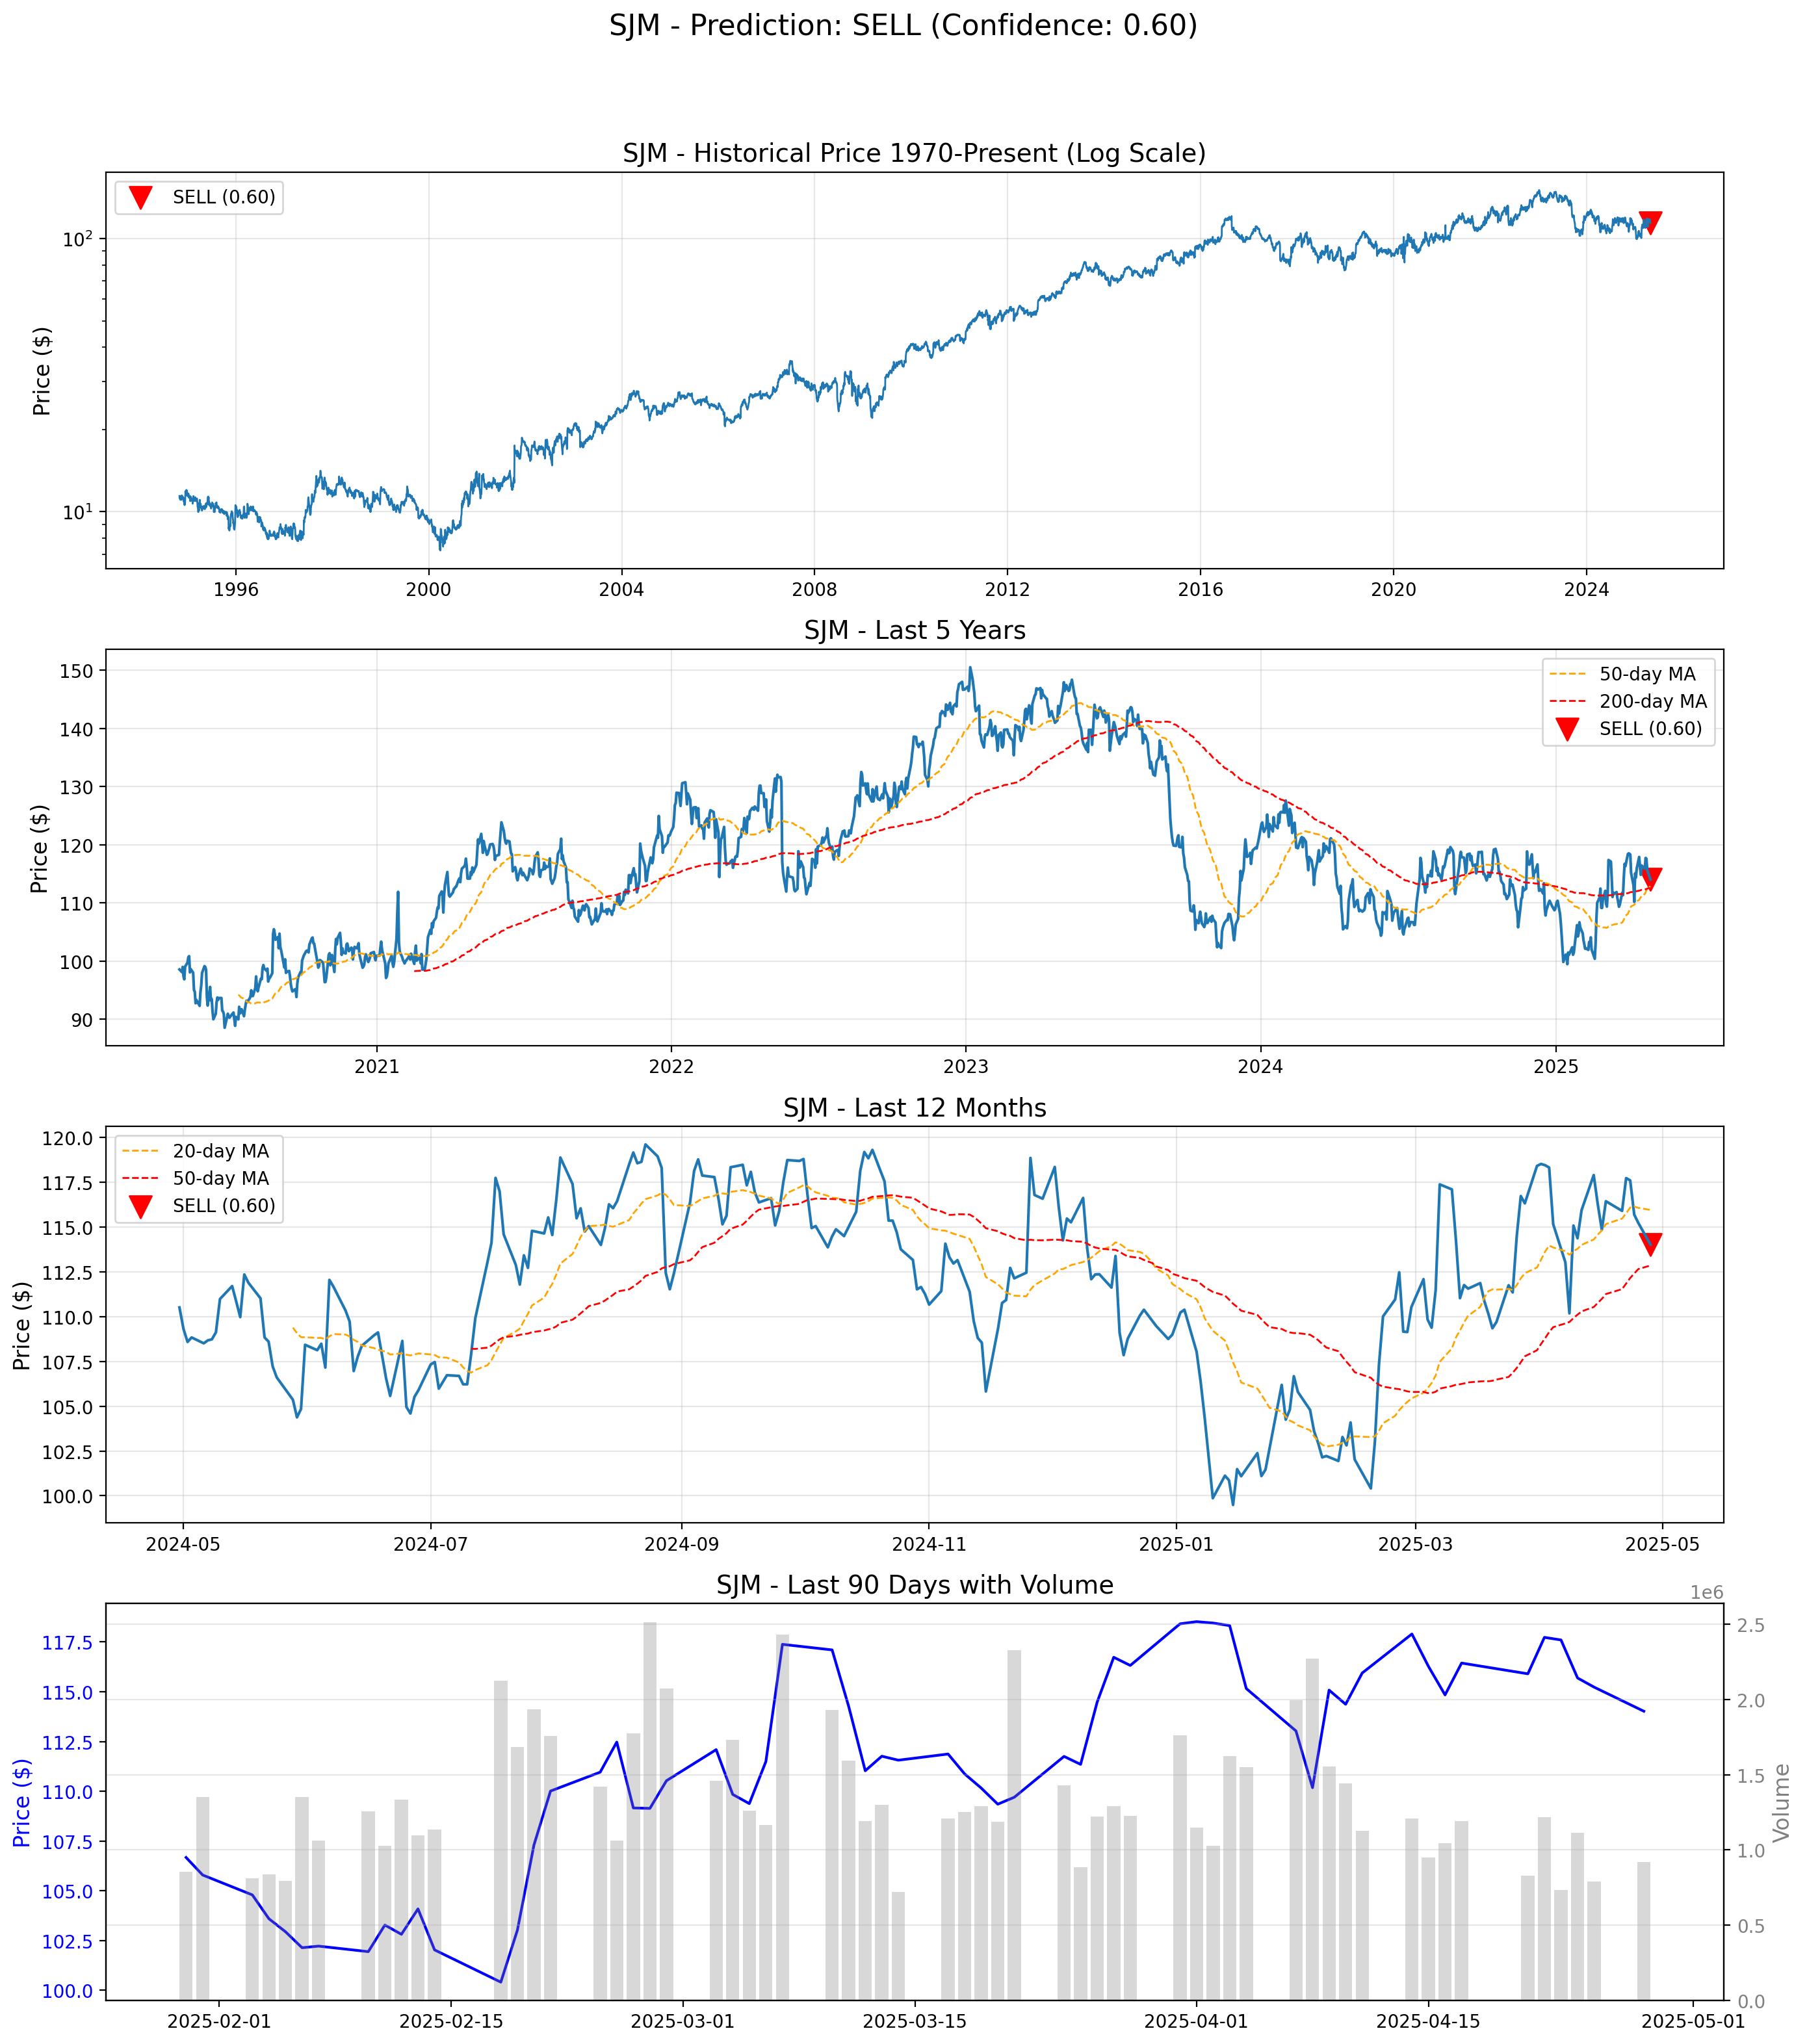 SJM - Prediction: SELL (Confidence: 0.60)
SJM - Historical Price 1970-Present (Log Scale)
SELL (0.60)
Price ($)
10²
10¹
1996 2000 2004 2008 2012 2016 2020 2024
SJM - Last 5 Years
50-day MA
200-day MA
SELL (0.60)
Price ($)
150
140
130
120
110
100
90
2021 2022 2023 2024 2025
SJM - Last 12 Months
20-day MA
50-day MA
SELL (0.60)
Price ($)
120.0
117.5
115.0
112.5
110.0
107.5
105.0
102.5
100.0
2024-05 2024-07 2024-09 2024-11 2025-01 2025-03 2025-05
SJM - Last 90 Days with Volume
1e6
Price ($)
117.5
115.0
112.5
110.0
107.5
105.0
102.5
100.0
2.5
2.0
1.5
1.0
0.5
0.0
Volume
2025-02-01 2025-02-15 2025-03-01 2025-03-15 2025-04-01 2025-04-15 2025-05-01